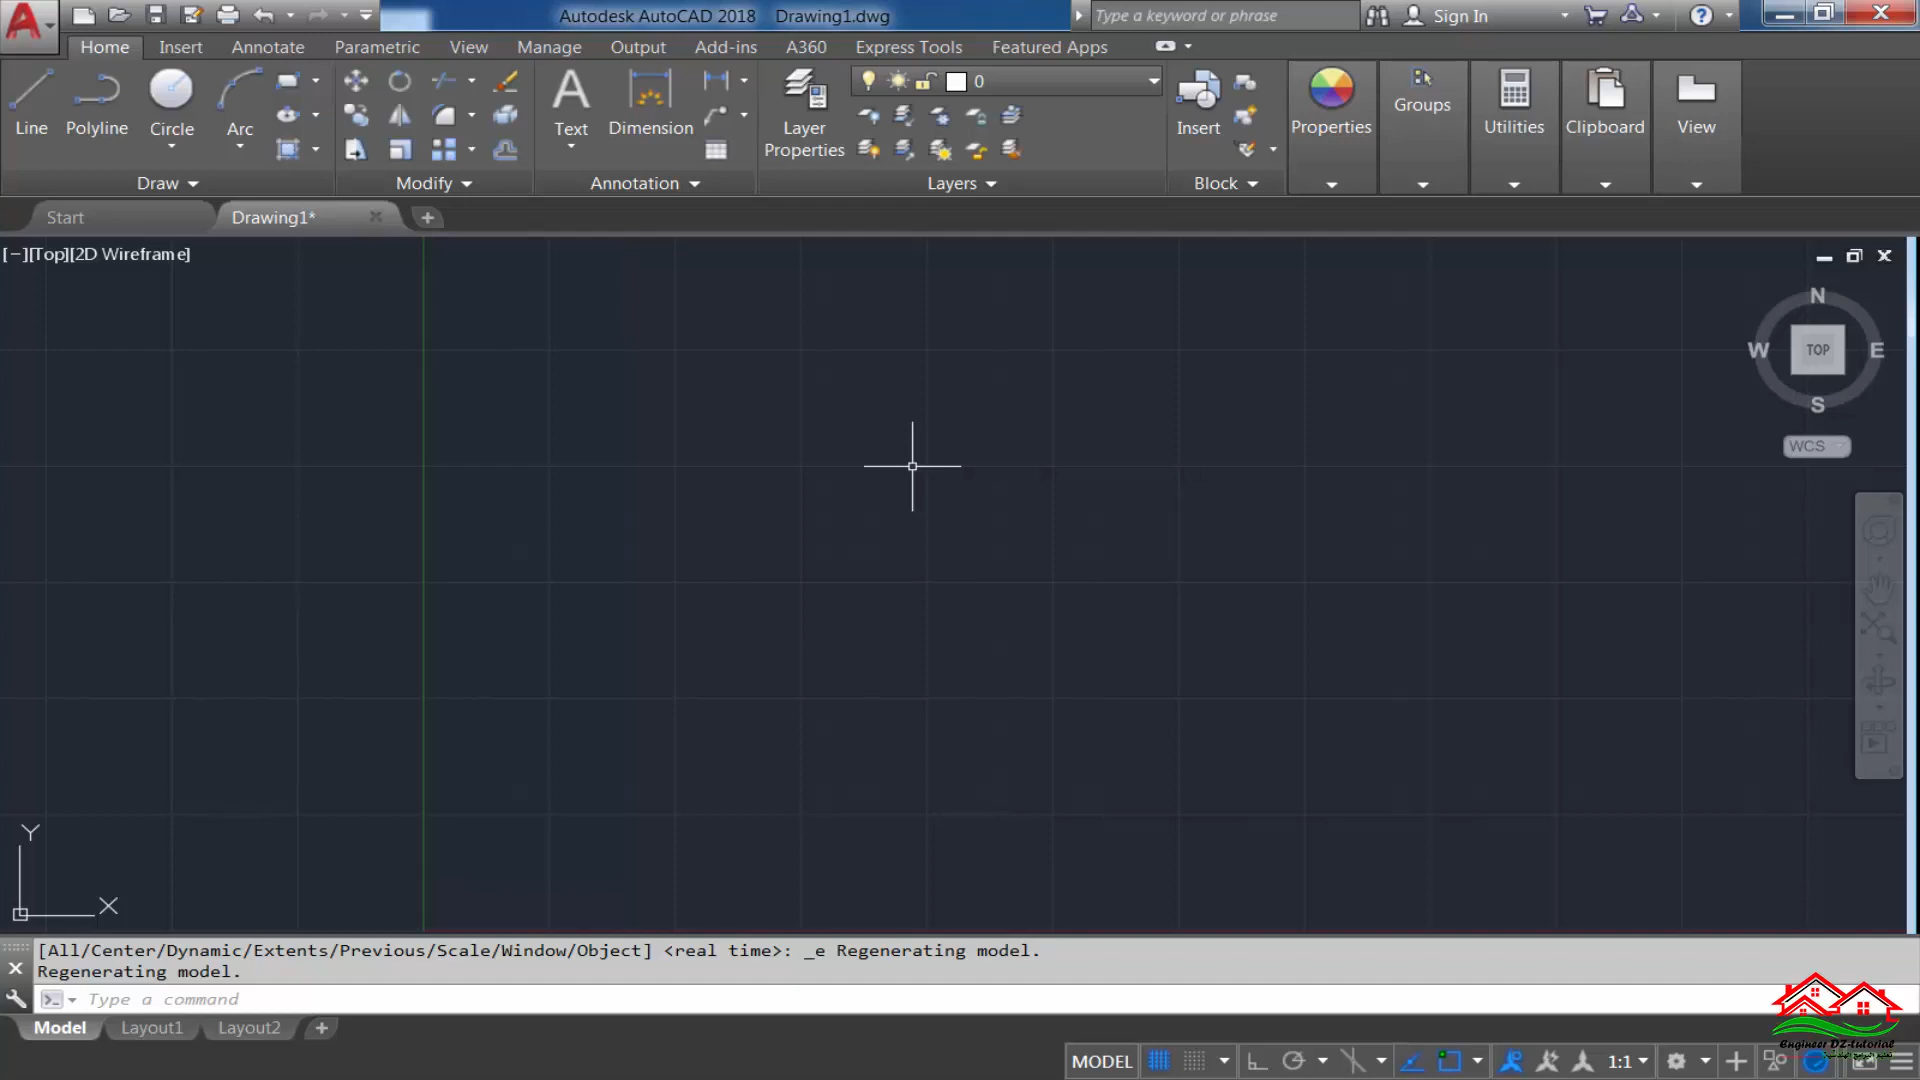 Autodesk AutoCAD 2018 Drawing1.dwg
Type a keyword or phrase
Sign In
Home Insert Annotate Parametric View Manage Output Add-ins A360 Express Tools Featured Apps
Line Polyline Circle Arc
Text Dimension
Layer Properties
0
Insert
Properties
Groups
Utilities
Clipboard
View
Draw Modify Annotation Layers Block
Start Drawing1*
[−][Top][2D Wireframe]
N
W TOP E
S
WCS
Y
X
[All/Center/Dynamic/Extents/Previous/Scale/Window/Object] <real time>: _e Regenerating model.
Regenerating model.
Type a command
Model Layout1 Layout2
Engineer DZ-tutorial
MODEL 1:1